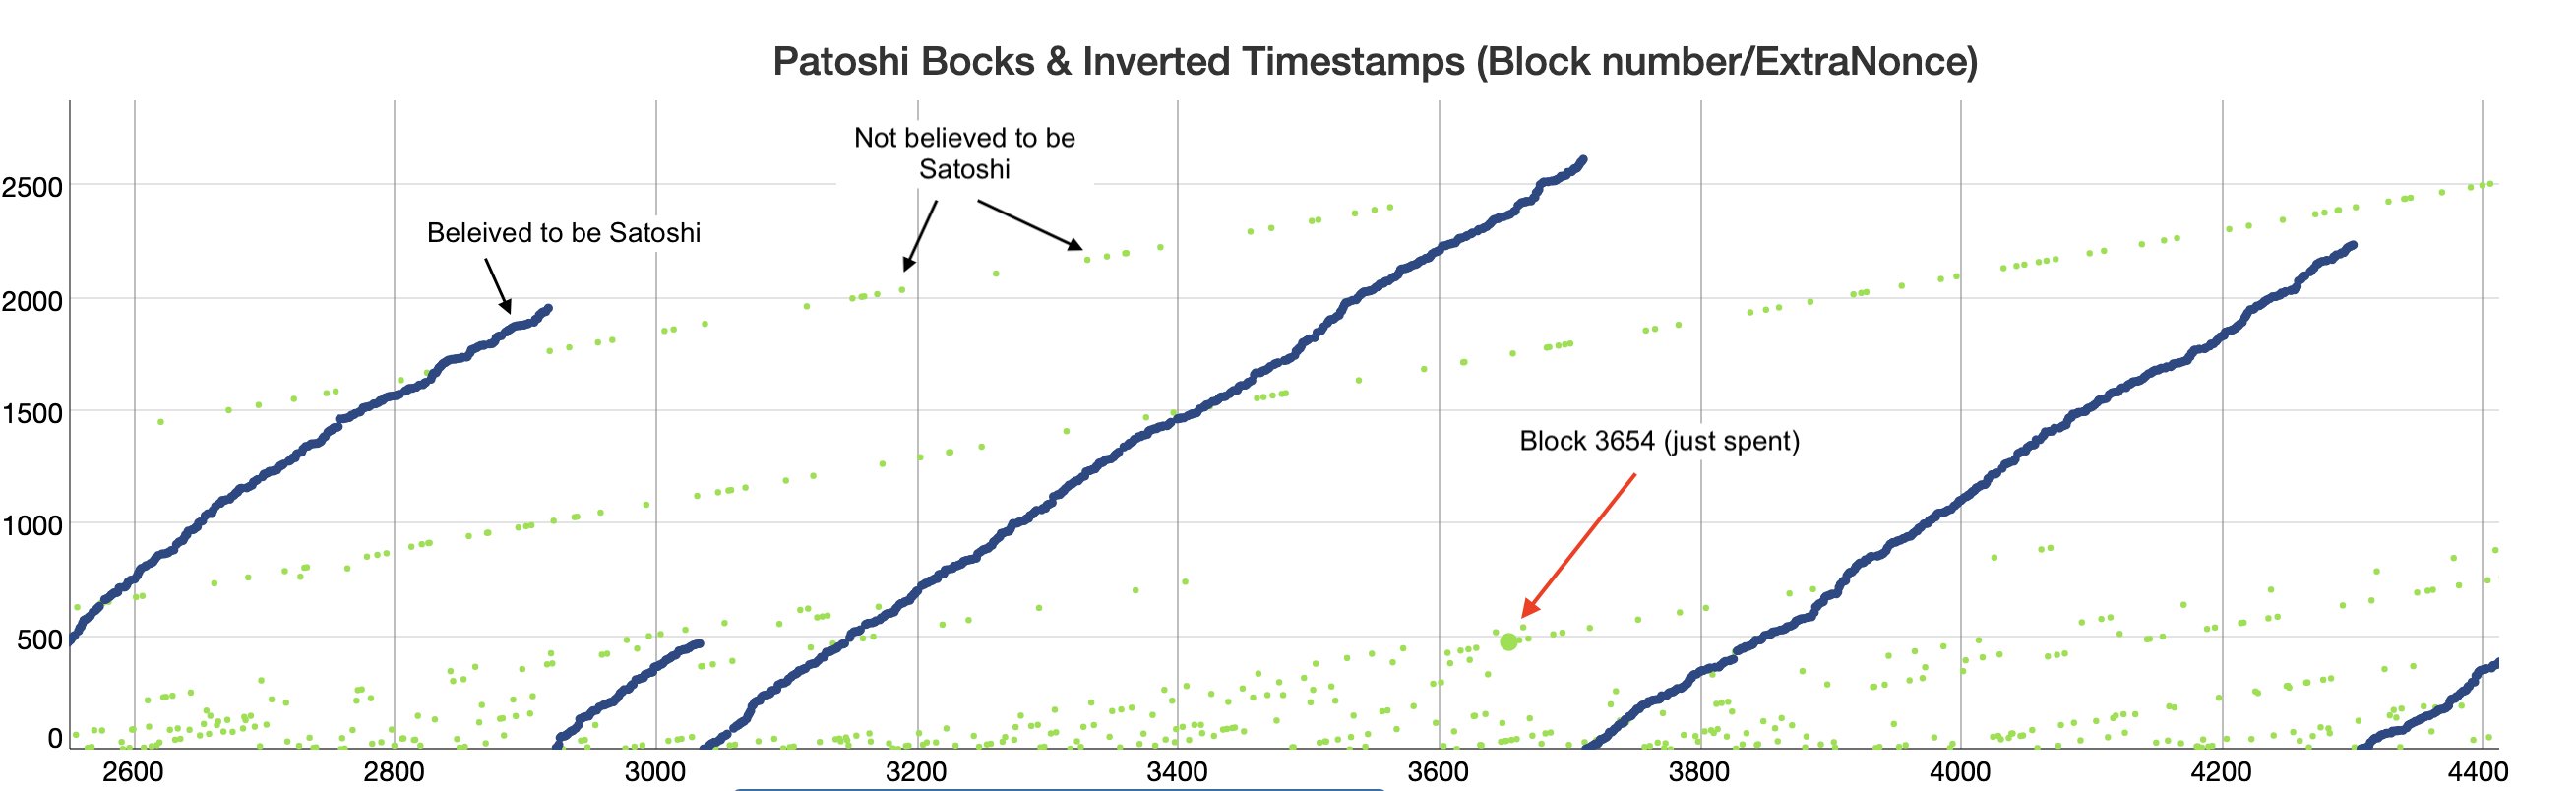 Patoshi Bocks & Inverted Timestamps (Block number/ExtraNonce)
Not believed to be
Satoshi
Beleived to be Satoshi
Block 3654 (just spent)
2500
2000
1500
1000
500
0
2600 2800 3000 3200 3400 3600 3800 4000 4200 4400